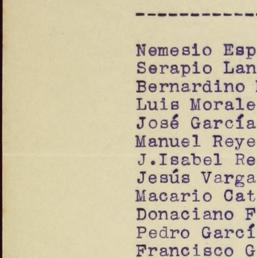 Nemesio Esp
Serapio Lan
Bernardino
Luis Morale
José García
Manuel Reye
J.Isabel Re
Jesús Varga
Macario Cat
Donaciano F
Pedro Garcí
Francisco G